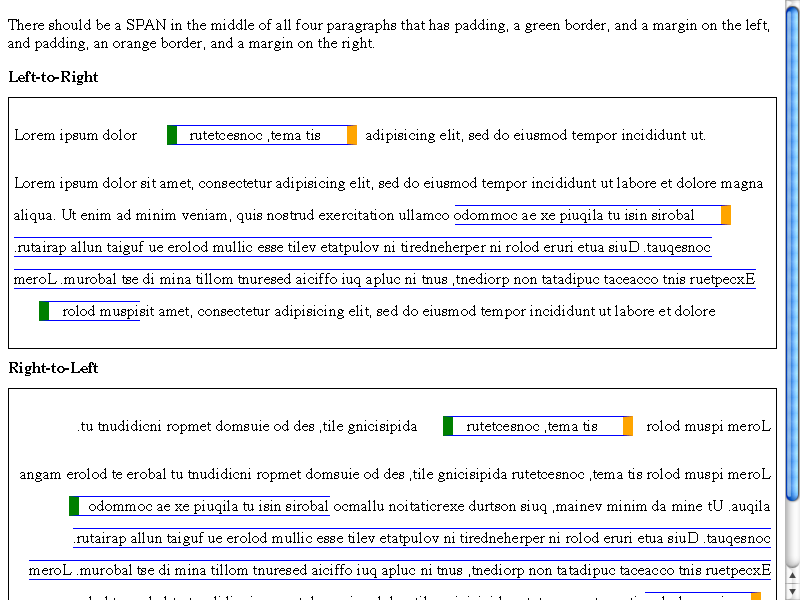 There should be a SPAN in the middle of all four paragraphs that has padding, a green border, and a margin on the left,
and padding, an orange border, and a margin on the right.
Left-to-Right
Lorem ipsum dolor rutetcesnoc ,tema tis adipisicing elit, sed do eiusmod tempor incididunt ut.
Lorem ipsum dolor sit amet, consectetur adipisicing elit, sed do eiusmod tempor incididunt ut labore et dolore magna
aliqua. Ut enim ad minim veniam, quis nostrud exercitation ullamco odommoc ae xe piuqila tu isin sirobal
.rutairap allun taiguf ue erolod mullic esse tilev etatpulov ni tiredneherper ni rolod eruri etua siuD .tauqesnoc
meroL .murobal tse di mina tillom tnuresed aiciffo iuq apluc ni tnus ,tnediorp non tatadipuc taceacco tnis ruetpecxE
rolod muspisit amet, consectetur adipisicing elit, sed do eiusmod tempor incididunt ut labore et dolore
Right-to-Left
.tu tnudidicni ropmet domsuie od des ,tile gnicisipida rutetcesnoc ,tema tis rolod muspi meroL
angam erolod te erobal tu tnudidicni ropmet domsuie od des ,tile gnicisipida rutetcesnoc ,tema tis rolod muspi meroL
odommoc ae xe piuqila tu isin sirobal ocmallu noitaticrexe durtson siuq ,mainev minim da mine tU .auqila
.rutairap allun taiguf ue erolod mullic esse tilev etatpulov ni tiredneherper ni rolod eruri etua siuD .tauqesnoc
meroL .murobal tse di mina tillom tnuresed aiciffo iuq apluc ni tnus ,tnediorp non tatadipuc taceacco tnis ruetpecxE